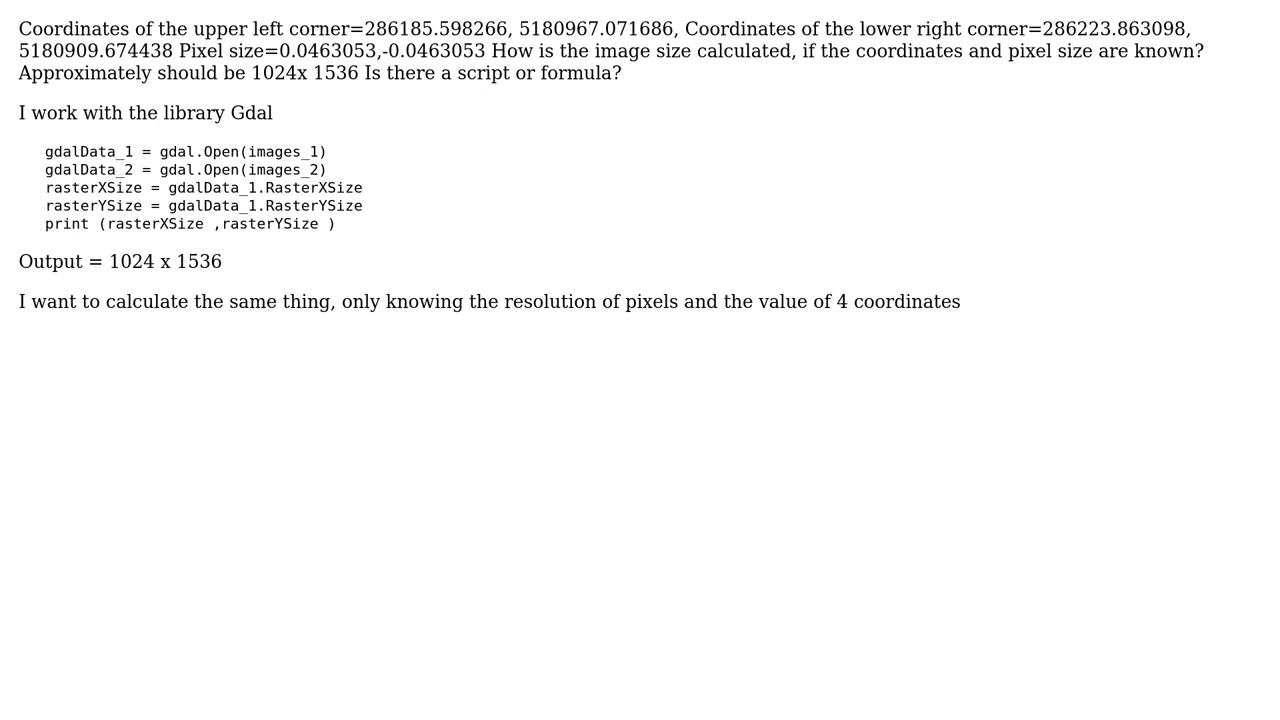 Coordinates of the upper left corner=286185.598266, 5180967.071686, Coordinates of the lower right corner=286223.863098,
5180909.674438 Pixel size=0.0463053,-0.0463053 How is the image size calculated, if the coordinates and pixel size are known?
Approximately should be 1024x 1536 Is there a script or formula?
I work with the library Gdal
gdalData_1 = gdal.Open(images_1)
gdalData_2 = gdal.Open(images_2)
rasterXSize = gdalData_1.RasterXSize
rasterYSize = gdalData_1.RasterYSize
print (rasterXSize ,rasterYSize )
Output = 1024 x 1536
I want to calculate the same thing, only knowing the resolution of pixels and the value of 4 coordinates